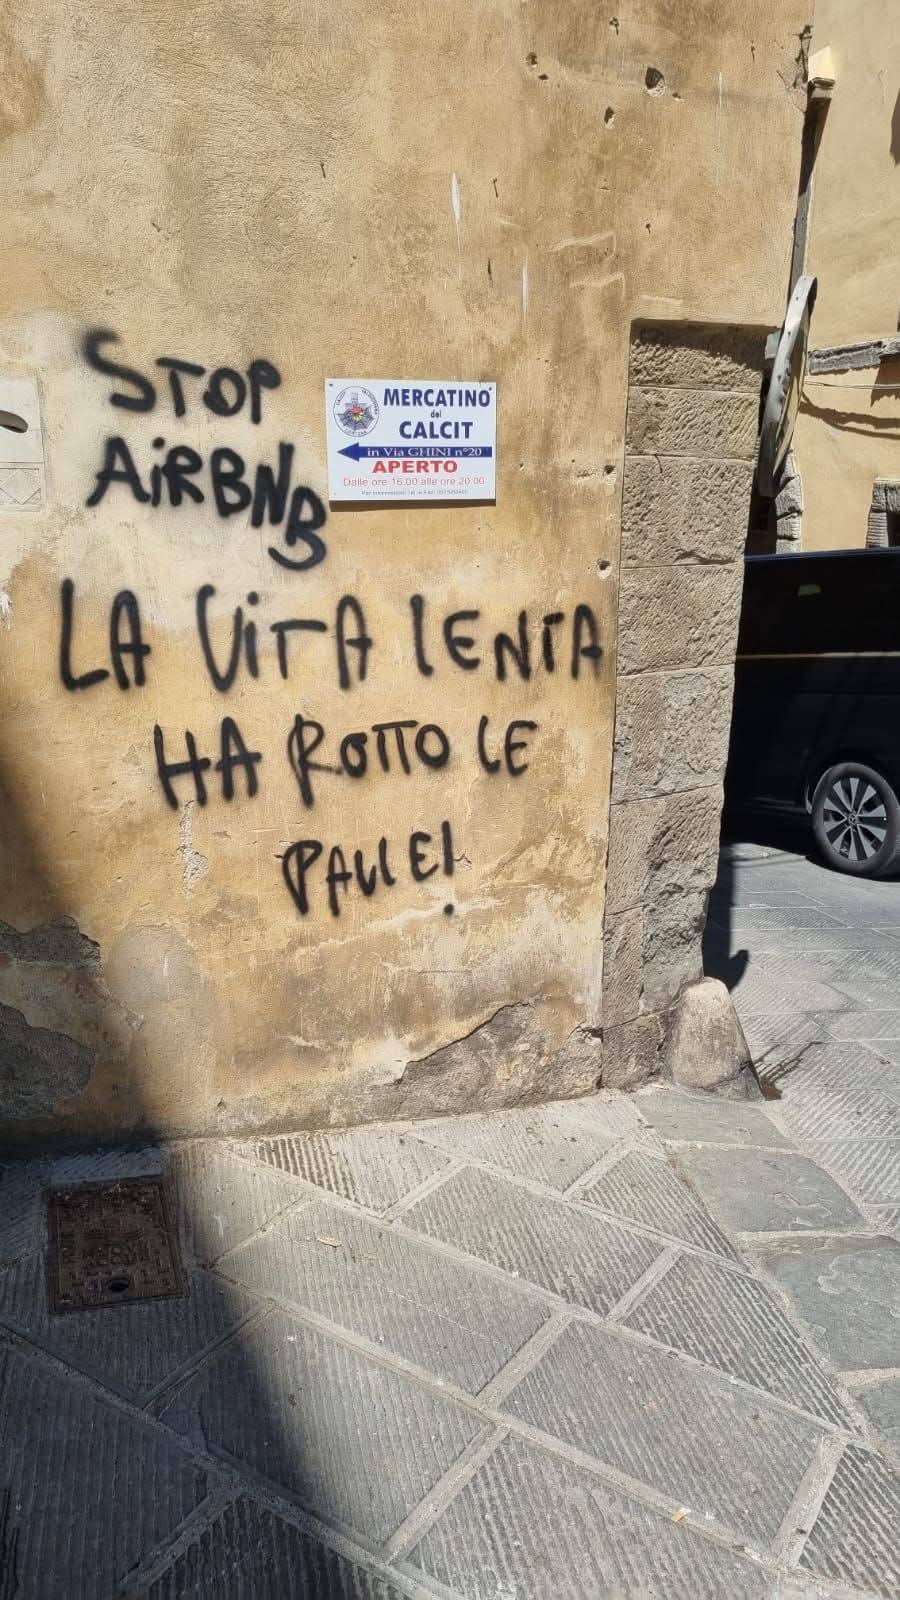 STOP
AiRBNB
LA ViTA LENTA
HA ROTTO LE
PALLE!
MERCATINO
del
CALCIT
in Via GHINI n°20
APERTO
Dalle ore 16.00 alle ore 20.00